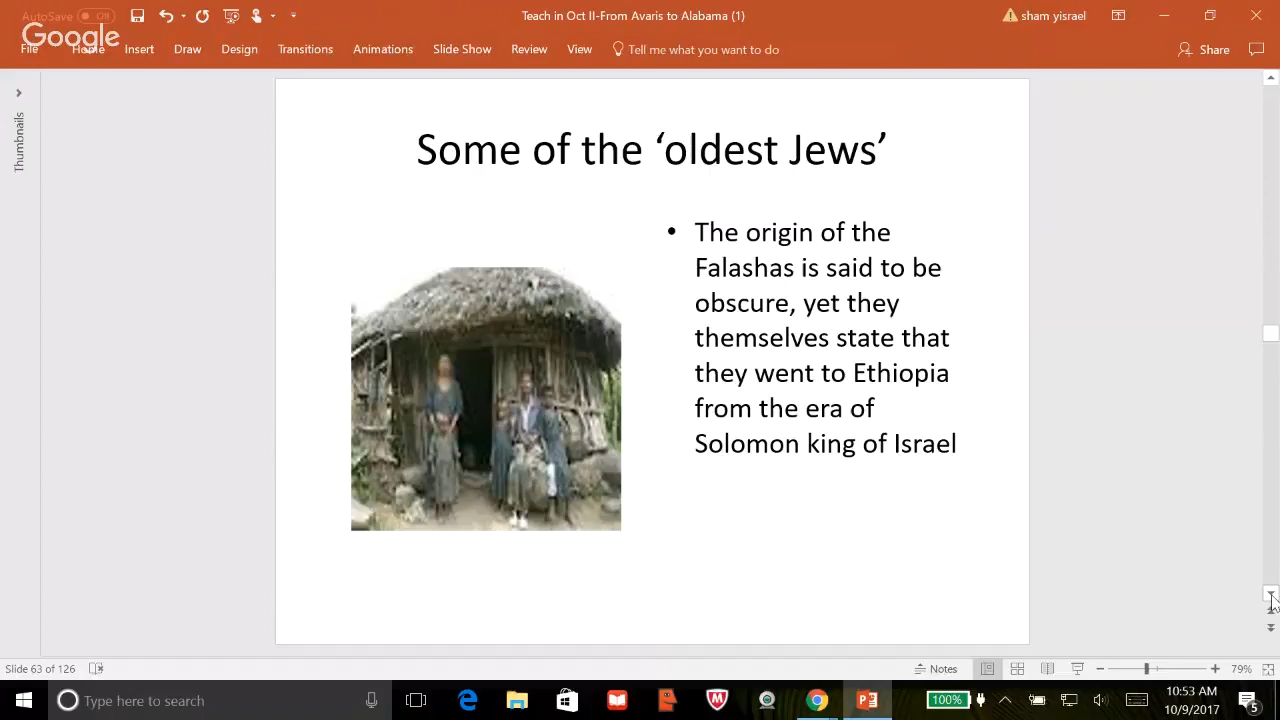 AutoSave Off
Teach in Oct II-From Avaris to Alabama (1)
sham yisrael
Google
File Home Insert Draw Design Transitions Animations Slide Show Review View Tell me what you want to do Share
Thumbnails
Some of the ‘oldest Jews’
• The origin of the
Falashas is said to be
obscure, yet they
themselves state that
they went to Ethiopia
from the era of
Solomon king of Israel
Slide 63 of 126
Notes
79%
Type here to search
100%
10:53 AM
10/9/2017
5